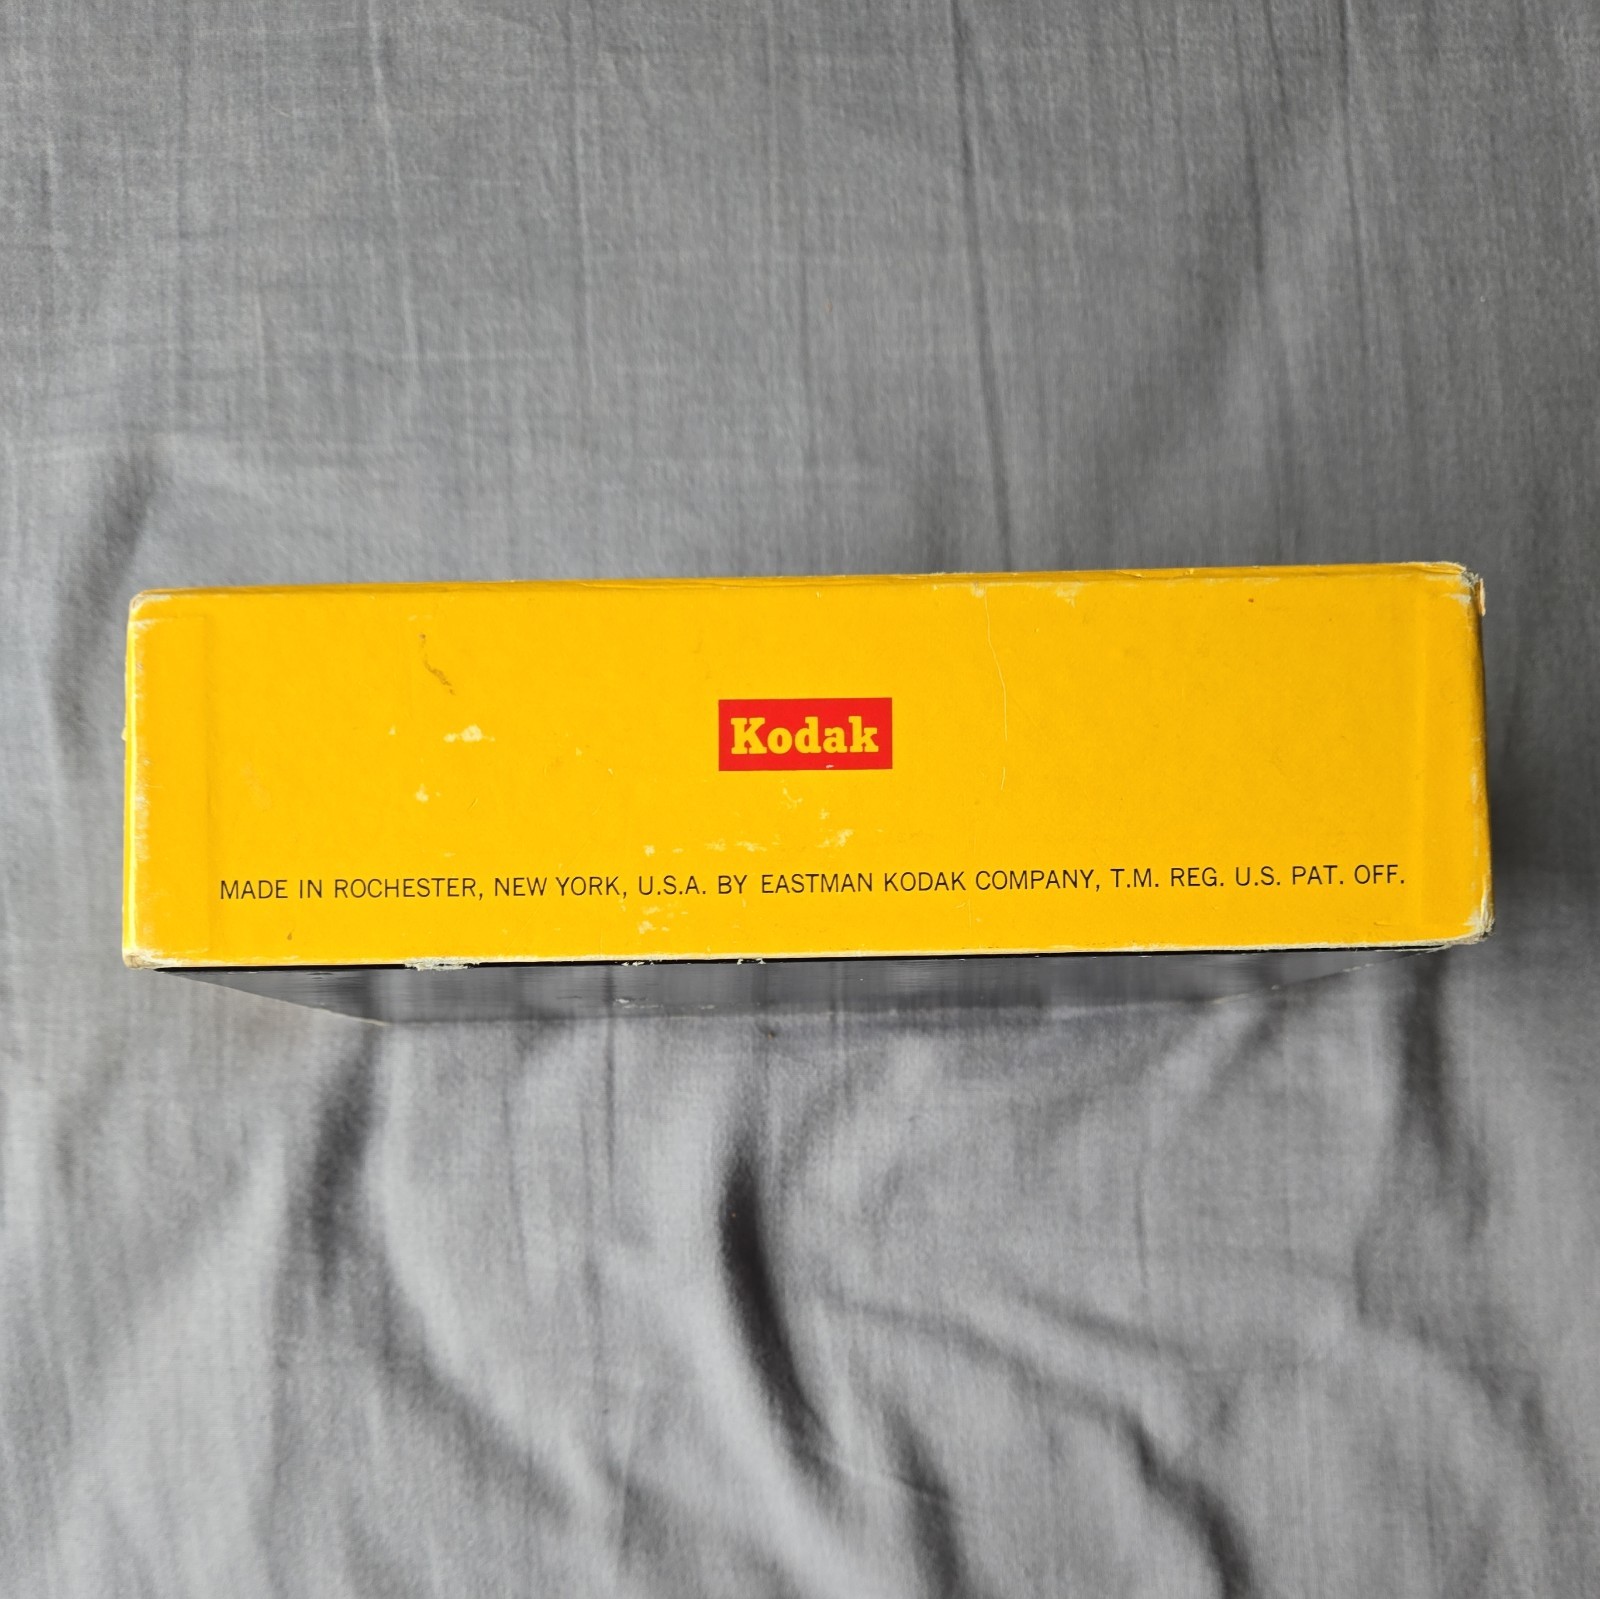 Kodak
MADE IN ROCHESTER, NEW YORK, U.S.A. BY EASTMAN KODAK COMPANY, T.M. REG. U.S. PAT. OFF.